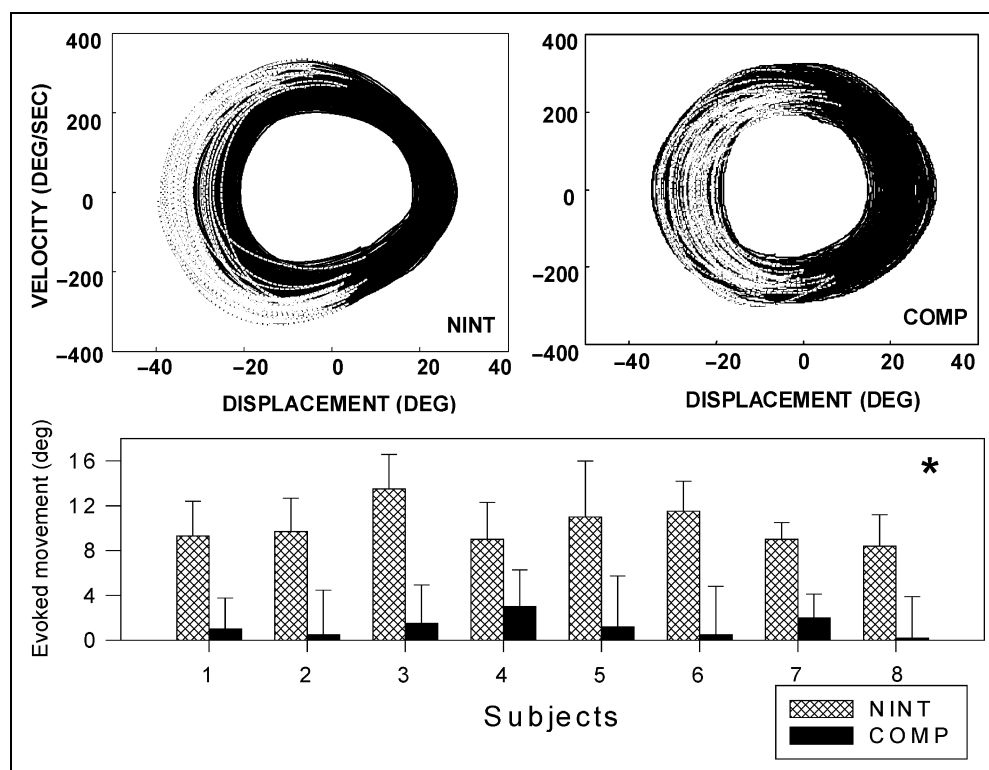 400
200
0
−200
−400
VELOCITY (DEG/SEC)
NINT
−40 −20 0 20 40
DISPLACEMENT (DEG)
400
200
0
−200
−400
COMP
−40 −20 0 20 40
DISPLACEMENT (DEG)
Evoked movement (deg)
16
12
8
4
0
*
1 2 3 4 5 6 7 8
Subjects
NINT
COMP